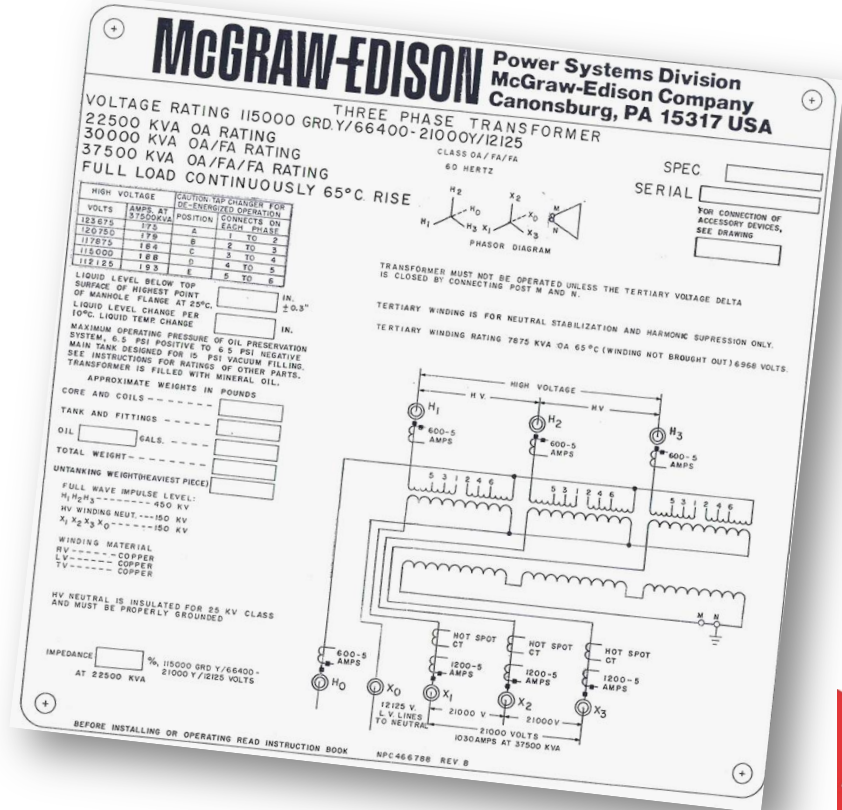 McGRAW-EDISON
Power Systems Division
McGraw-Edison Company
Canonsburg, PA 15317 USA
THREE PHASE TRANSFORMER
VOLTAGE RATING 115000 GRD.Y/66400-21000Y/12125
22500 KVA OA RATING
30000 KVA OA/FA RATING
37500 KVA OA/FA/FA RATING
FULL LOAD CONTINUOUSLY 65°C. RISE
CLASS OA/FA/FA
60 HERTZ
SPEC.
SERIAL
FOR CONNECTION OF
ACCESSORY DEVICES,
SEE DRAWING
H2
H0
H1
H3
X2
X0
X1
X3
M
N
PHASOR DIAGRAM
HIGH VOLTAGE
CAUTION-TAP CHANGER FOR
DE-ENERGIZED OPERATION
VOLTS
AMPS. AT
37500KVA
POSITION
CONNECTS ON
EACH PHASE
123675 175 A 1 TO 2
120750 179 B 2 TO 3
117875 184 C 3 TO 4
115000 188 D 4 TO 5
112125 193 E 5 TO 6
LIQUID LEVEL BELOW TOP
SURFACE OF HIGHEST POINT
OF MANHOLE FLANGE AT 25°C. IN. ±0.3"
LIQUID LEVEL CHANGE PER
10°C. LIQUID TEMP. CHANGE IN.
MAXIMUM OPERATING PRESSURE OF OIL PRESERVATION
SYSTEM, 6.5 PSI POSITIVE TO 6.5 PSI NEGATIVE
MAIN TANK DESIGNED FOR 15 PSI VACUUM FILLING.
SEE INSTRUCTIONS FOR RATINGS OF OTHER PARTS.
TRANSFORMER IS FILLED WITH MINERAL OIL.
APPROXIMATE WEIGHTS IN POUNDS
CORE AND COILS
TANK AND FITTINGS
OIL GALS.
TOTAL WEIGHT
UNTANKING WEIGHT(HEAVIEST PIECE)
FULL WAVE IMPULSE LEVEL:
H1H2H3--------450 KV
HV WINDING NEUT.---150 KV
X1 X2 X3 X0------150 KV
WINDING MATERIAL
RV------COPPER
LV------COPPER
TV------COPPER
HV NEUTRAL IS INSULATED FOR 25 KV CLASS
AND MUST BE PROPERLY GROUNDED
IMPEDANCE %, 115000 GRD Y/66400-
21000Y/12125 VOLTS
AT 22500 KVA
TRANSFORMER MUST NOT BE OPERATED UNLESS THE TERTIARY VOLTAGE DELTA
IS CLOSED BY CONNECTING POST M AND N.
TERTIARY WINDING IS FOR NEUTRAL STABILIZATION AND HARMONIC SUPRESSION ONLY.
TERTIARY WINDING RATING 7875 KVA OA 65°C (WINDING NOT BROUGHT OUT) 6968 VOLTS.
HIGH VOLTAGE
H.V.
HV
H1
H2
H3
600-5
AMPS
600-5
AMPS
600-5
AMPS
5 3 1 2 4 6
5 3 1 2 4 6
5 3 1 2 4 6
M N
HOT SPOT
CT
HOT SPOT
CT
HOT SPOT
CT
600-5
AMPS
1200-5
AMPS
1200-5
AMPS
1200-5
AMPS
H0
X0
X1
X2
X3
12125 V.
L.V. LINES
TO NEUTRAL
21000 V
21000V
21000 VOLTS
1030AMPS AT 37500 KVA
BEFORE INSTALLING OR OPERATING READ INSTRUCTION BOOK
NPC466788 REV B